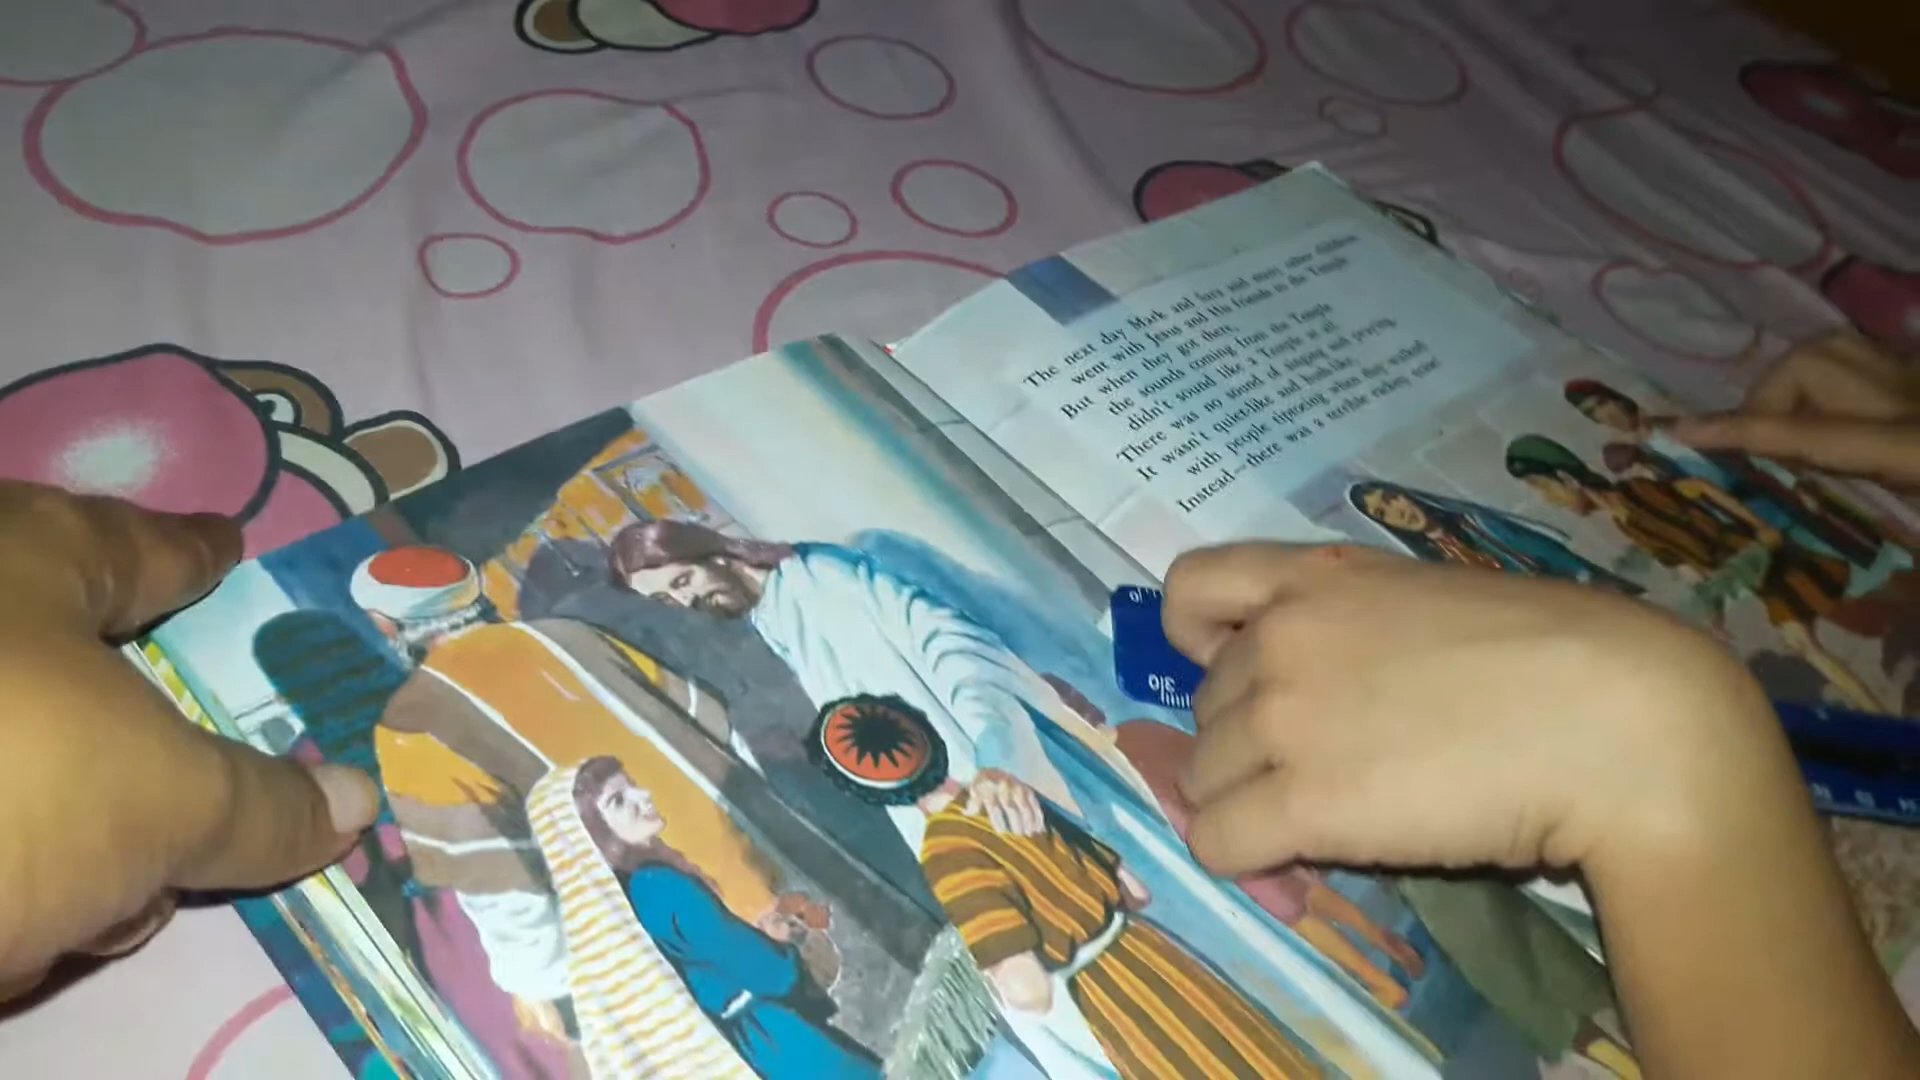 The next day Mark and Sara and many other children
went with Jesus and His friends to the Temple
But when they got there,
the sounds coming from the Temple
didn't sound like a Temple at all.
There was no sound of singing and praying.
It wasn't quiet-like and hush-like,
with people tiptoeing when they walked
Instead—there was a terrible rackety noise!
30